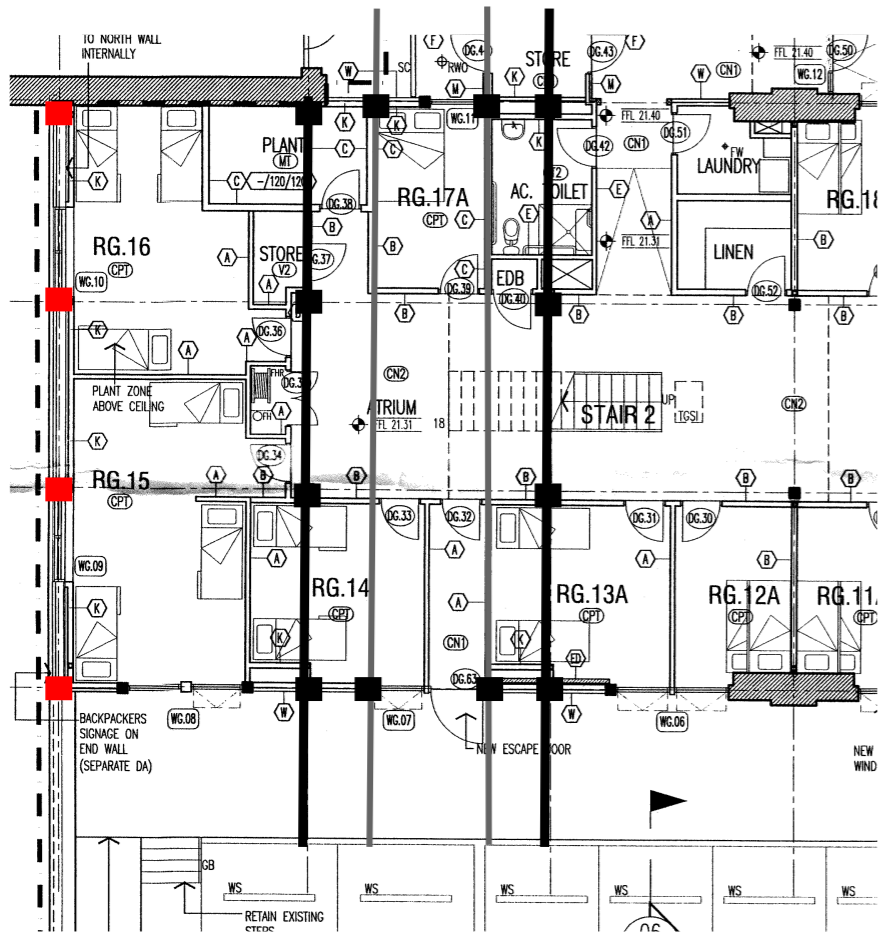 TO NORTH WALL
INTERNALLY
W
SC
RWO
F
DG.4
STORE
K
M
DG.43
F
M
FFL 21.40
CN1
W
WG.12
DG.50
K
K
WG.11
FFL 21.40
K
C
C
PLANT
MT
C
-/120/120
K
DG.38
B
RG.17A
CPT
C
B
K
DG.42
CN1
DG.51
FW
LAUNDRY
AC. TOILET
E
E
A
RG.18
FFL 21.31
LINEN
B
RG.16
CPT
A
STORE
V2
G.37
A
WG.10
C
DG.39
EDB
DG.40
DG.52
B
B
B
B
K
DG.36
A
A
PLANT ZONE
ABOVE CEILING
FHR
DG.3
FH
A
CN2
ATRIUM
FFL 21.31
18
STAIR 2
UP
TGSI
CN2
K
DG.34
RG.15
CPT
A
B
B
B
B
B
DG.33
DG.32
DG.31
DG.30
A
A
A
B
WG.09
K
RG.14
CPT
K
A
CN1
RG.13A
CPT
K
RG.12A
CPT
RG.11
CPT
ED
DG.63
W
WG.08
WG.07
W
WG.06
BACKPACKERS
SIGNAGE ON
END WALL
(SEPARATE DA)
NEW ESCAPE DOOR
NEW
WIND
GB
RETAIN EXISTING
STEPS
WS
WS
WS
WS
WS
WS
06